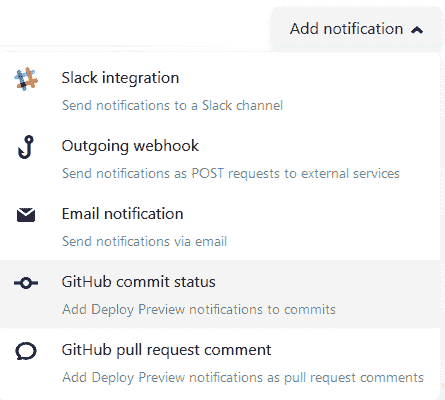 Add notification
Slack integration
Send notifications to a Slack channel
Outgoing webhook
Send notifications as POST requests to external services
Email notification
Send notifications via email
GitHub commit status
Add Deploy Preview notifications to commits
GitHub pull request comment
Add Deploy Preview notifications as pull request comments